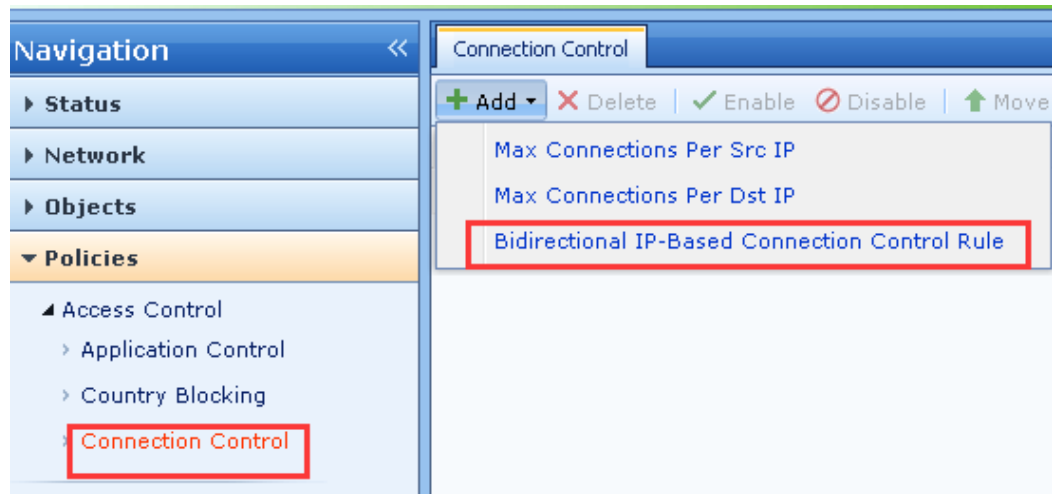 Navigation
Status
Network
Objects
Policies
Access Control
Application Control
Country Blocking
Connection Control
Connection Control
Add Delete Enable Disable Move
Max Connections Per Src IP
Max Connections Per Dst IP
Bidirectional IP-Based Connection Control Rule